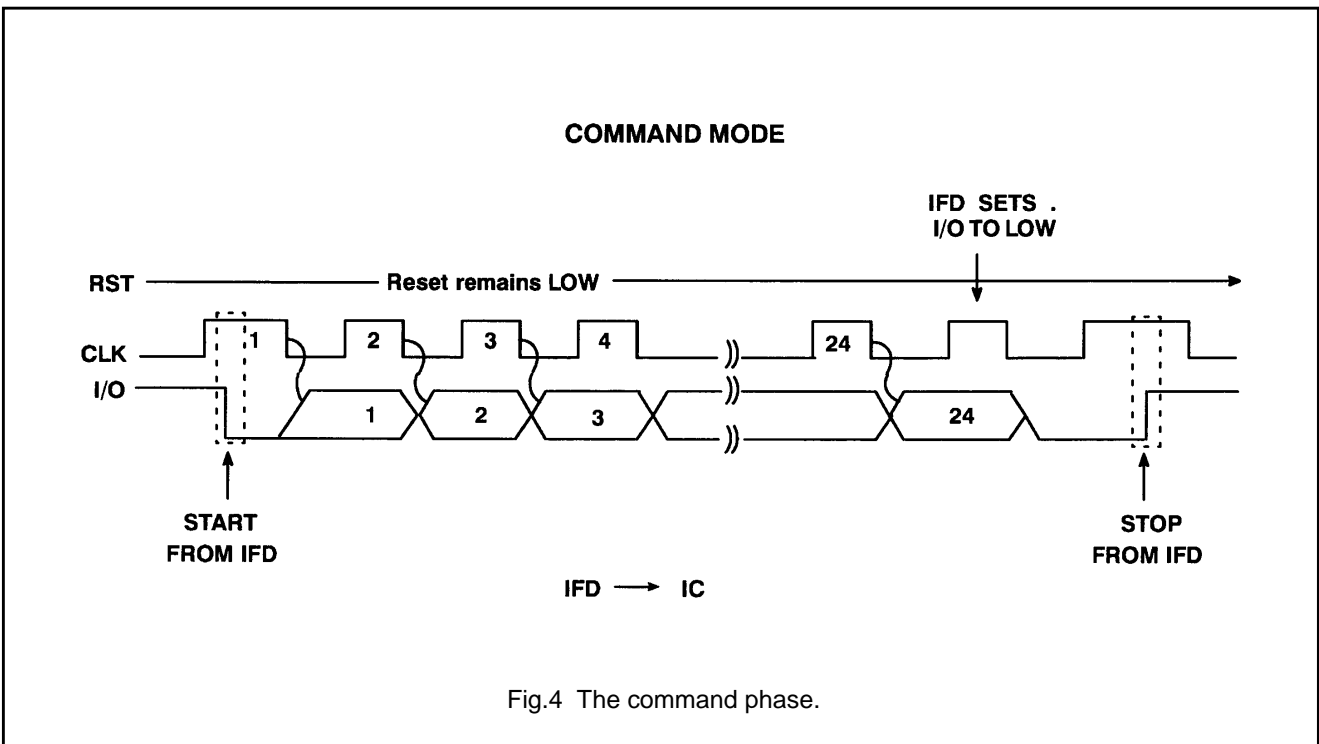 COMMAND MODE
IFD SETS .
I/O TO LOW
RST Reset remains LOW
CLK 1 2 3 4 24
I/O 1 2 3 24
START
FROM IFD
STOP
FROM IFD
IFD → IC
Fig.4 The command phase.